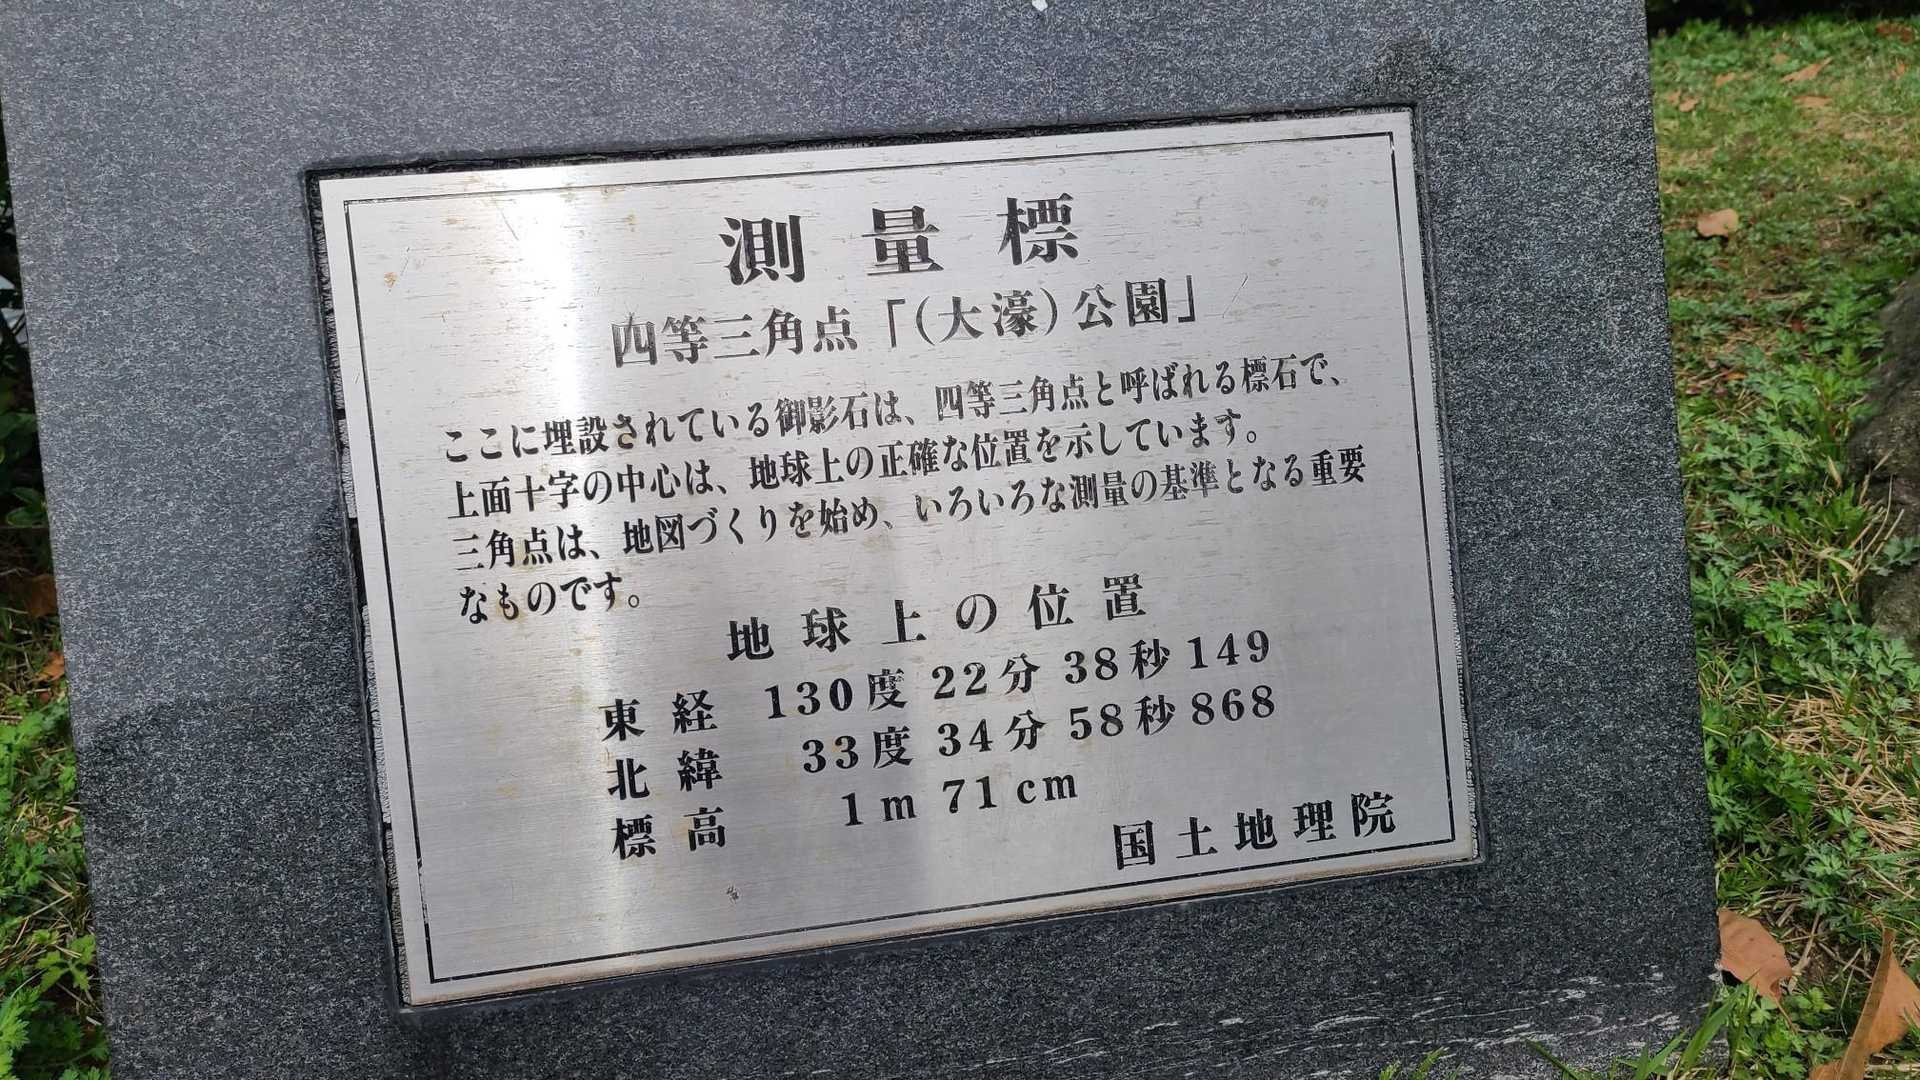 測量標
四等三角点「(大濠)公園」
ここに埋設されている御影石は、四等三角点と呼ばれる標石で、
上面十字の中心は、地球上の正確な位置を示しています。
三角点は、地図づくりを始め、いろいろな測量の基準となる重要
なものです。
地球上の位置
東経 130度 22分 38秒 149
北緯 33度 34分 58秒 868
標高 1m 71cm
国土地理院